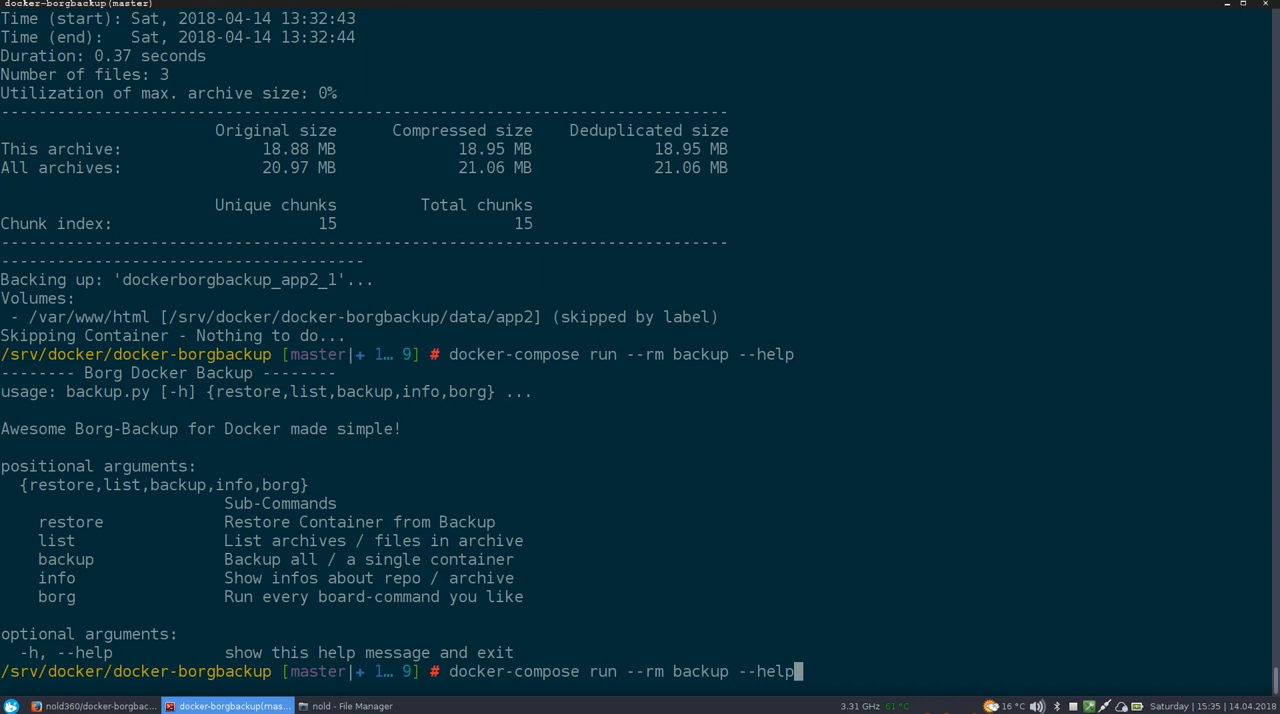 docker-borgbackup(master)
Time (start): Sat, 2018-04-14 13:32:43
Time (end):   Sat, 2018-04-14 13:32:44
Duration: 0.37 seconds
Number of files: 3
Utilization of max. archive size: 0%
------------------------------------------------------------------------------
                       Original size      Compressed size    Deduplicated size
This archive:               18.88 MB             18.95 MB             18.95 MB
All archives:               20.97 MB             21.06 MB             21.06 MB

                       Unique chunks         Total chunks
Chunk index:                      15                   15
------------------------------------------------------------------------------
---------------------------------------
Backing up: 'dockerborgbackup_app2_1'...
Volumes:
 - /var/www/html [/srv/docker/docker-borgbackup/data/app2] (skipped by label)
Skipping Container - Nothing to do...
/srv/docker/docker-borgbackup [master|+ 1… 9] # docker-compose run --rm backup --help
-------- Borg Docker Backup --------
usage: backup.py [-h] {restore,list,backup,info,borg} ...

Awesome Borg-Backup for Docker made simple!

positional arguments:
  {restore,list,backup,info,borg}
                        Sub-Commands
    restore             Restore Container from Backup
    list                List archives / files in archive
    backup              Backup all / a single container
    info                Show infos about repo / archive
    borg                Run every board-command you like

optional arguments:
  -h, --help            show this help message and exit
/srv/docker/docker-borgbackup [master|+ 1… 9] # docker-compose run --rm backup --help
nold360/docker-borgbac... docker-borgbackup(mas... nold - File Manager 3.31 GHz 61 °C 16 °C Saturday | 15:35 | 14.04.2018